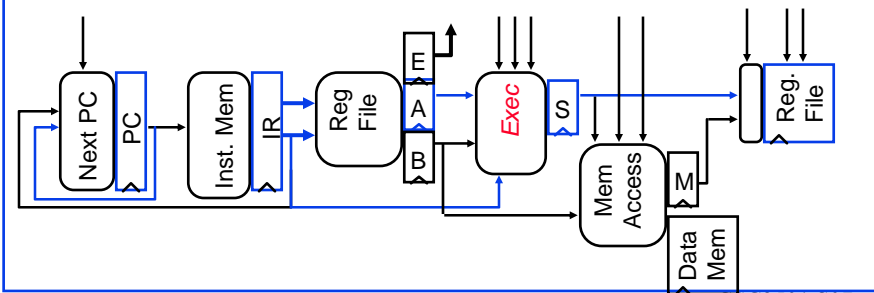 Next PC
PC
Inst. Mem
IR
Reg
File
E
A
B
Exec
S
Mem
Access
M
Data
Mem
Reg.
File